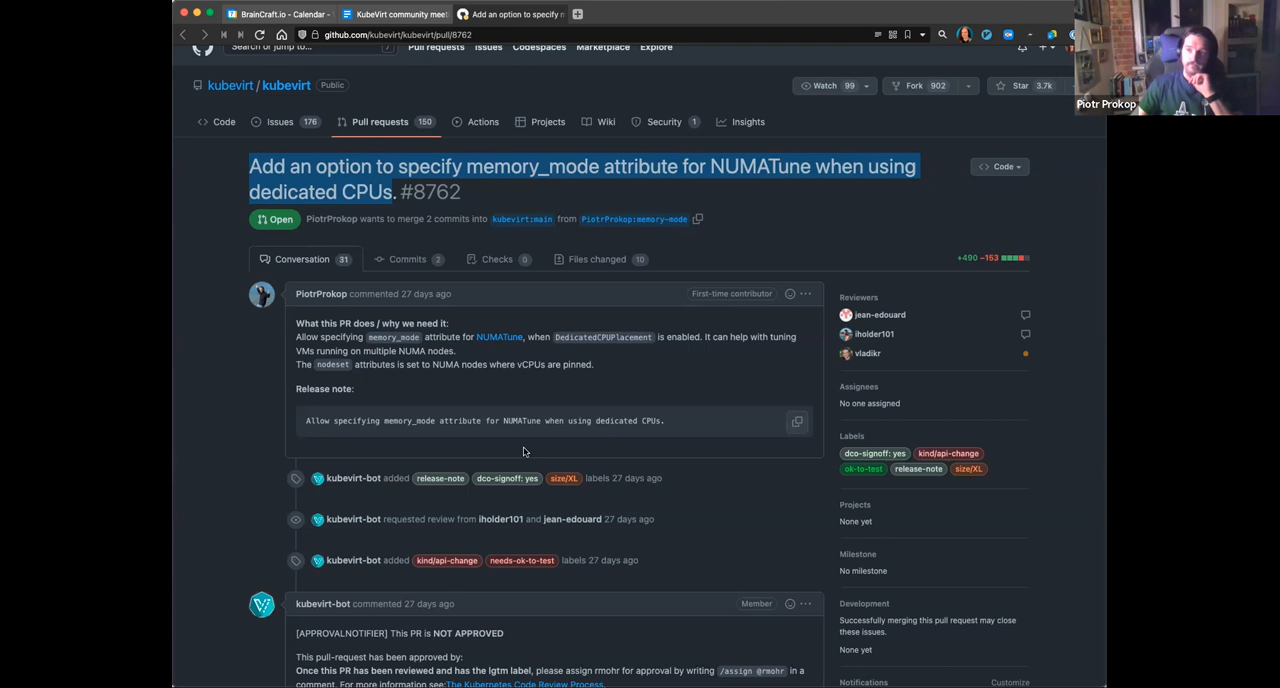 BrainCraft.io - Calendar -
KubeVirt community meet
Add an option to specify m
github.com/kubevirt/kubevirt/pull/8762
Search or jump to...
Pull requests
Issues
Codespaces
Marketplace
Explore
Piotr Prokop
kubevirt / kubevirt
Public
Watch 99
Fork 902
Star 3.7k
Code
Issues 176
Pull requests 150
Actions
Projects
Wiki
Security 1
Insights
Add an option to specify memory_mode attribute for NUMATune when using
dedicated CPUs. #8762
Code
Open
PiotrProkop wants to merge 2 commits into kubevirt:main from PiotrProkop:memory-mode
Conversation 31
Commits 2
Checks 0
Files changed 10
+490 −153
PiotrProkop commented 27 days ago
First-time contributor
What this PR does / why we need it:
Allow specifying memory_mode attribute for NUMATune, when DedicatedCPUPlacement is enabled. It can help with tuning
VMs running on multiple NUMA nodes.
The nodeset attributes is set to NUMA nodes where vCPUs are pinned.
Release note:
Allow specifying memory_mode attribute for NUMATune when using dedicated CPUs.
kubevirt-bot added release-note dco-signoff: yes size/XL labels 27 days ago
kubevirt-bot requested review from iholder101 and jean-edouard 27 days ago
kubevirt-bot added kind/api-change needs-ok-to-test labels 27 days ago
kubevirt-bot commented 27 days ago
Member
[APPROVALNOTIFIER] This PR is NOT APPROVED
This pull-request has been approved by:
Once this PR has been reviewed and has the lgtm label, please assign rmohr for approval by writing /assign @rmohr in a
comment. For more information see:The Kubernetes Code Review Process.
Reviewers
jean-edouard
iholder101
vladikr
Assignees
No one assigned
Labels
dco-signoff: yes
kind/api-change
ok-to-test
release-note
size/XL
Projects
None yet
Milestone
No milestone
Development
Successfully merging this pull request may close
these issues.
None yet
Notifications
Customize